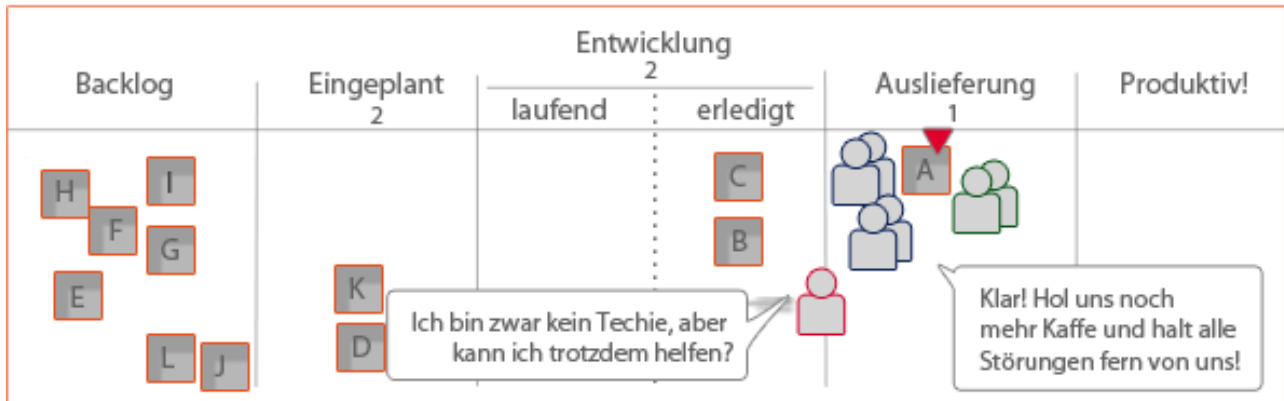 Entwicklung
2
Backlog
Eingeplant
2
laufend
erledigt
Auslieferung
1
Produktiv!
H
I
F
G
E
L
J
K
D
C
B
A
Ich bin zwar kein Techie, aber
kann ich trotzdem helfen?
Klar! Hol uns noch
mehr Kaffe und halt alle
Störungen fern von uns!